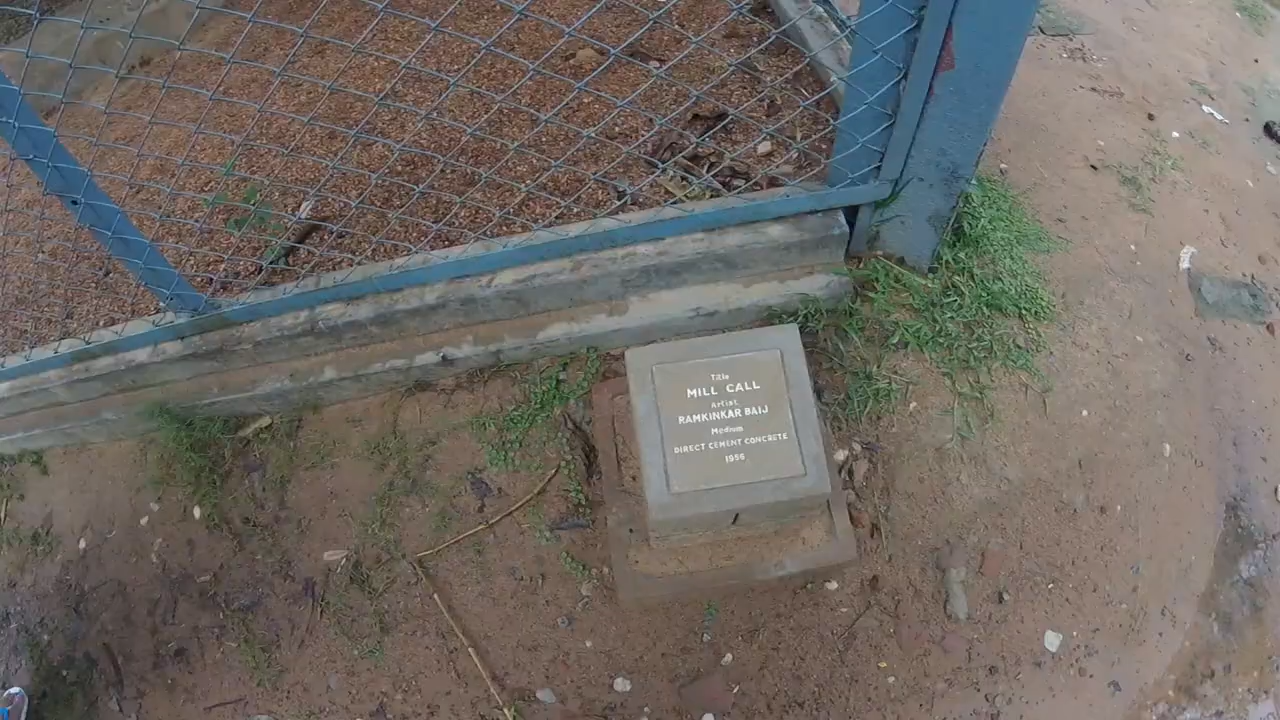 Title
MILL CALL
Artist
RAMKINKAR BAIJ
Medium
DIRECT CEMENT CONCRETE
1956